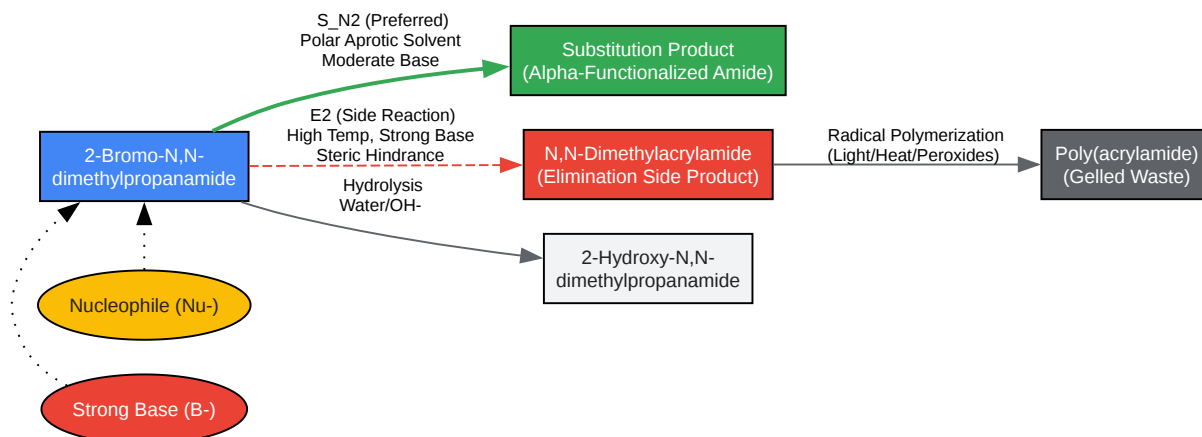 S_N2 (Preferred)
Polar Aprotic Solvent
Moderate Base
Substitution Product
(Alpha-Functionalized Amide)
E2 (Side Reaction)
High Temp, Strong Base
Steric Hindrance
2-Bromo-N,N-
dimethylpropanamide
N,N-Dimethylacrylamide
(Elimination Side Product)
Radical Polymerization
(Light/Heat/Peroxides)
Poly(acrylamide)
(Gelled Waste)
Hydrolysis
Water/OH-
2-Hydroxy-N,N-
dimethylpropanamide
Nucleophile (Nu-)
Strong Base (B-)